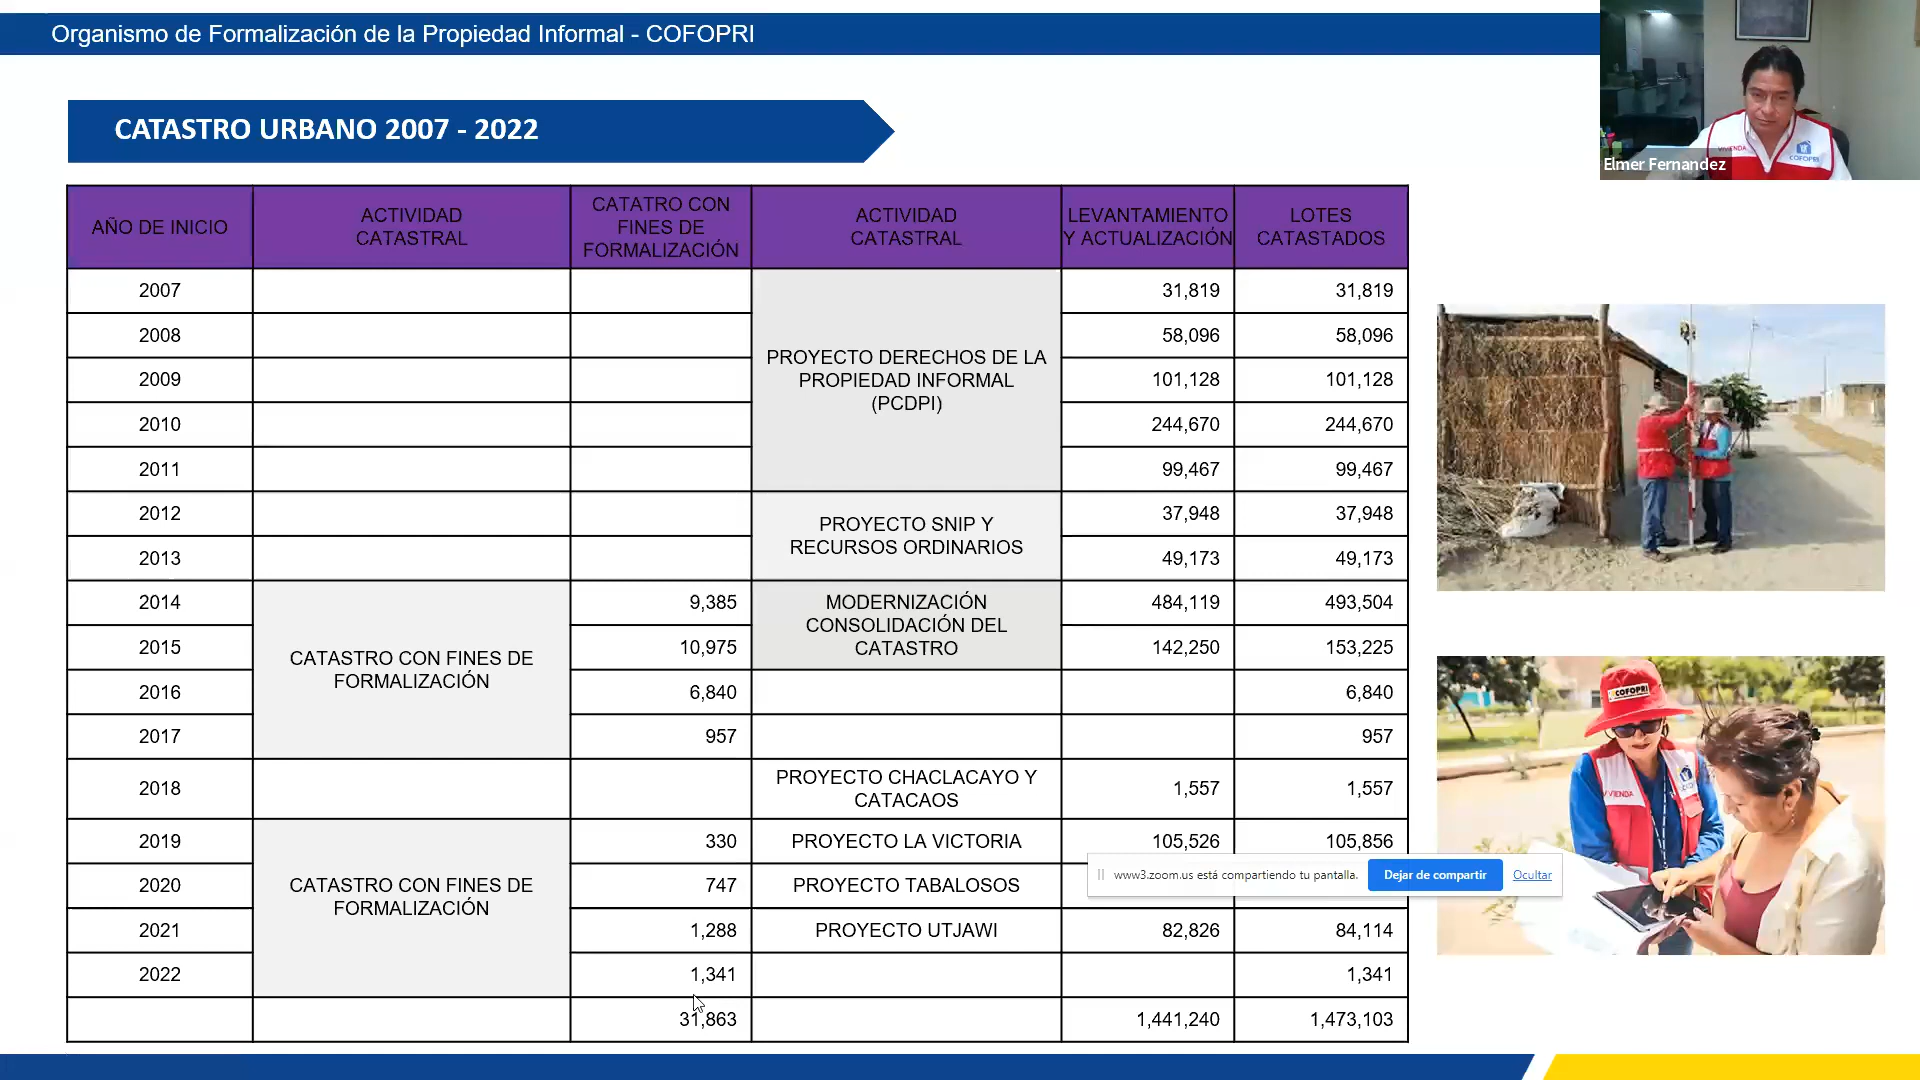 Organismo de Formalización de la Propiedad Informal - COFOPRI
Elmer Fernandez
VIVIENDA
COFOPRI
CATASTRO URBANO 2007 - 2022
AÑO DE INICIO
ACTIVIDAD
CATASTRAL
CATATRO CON
FINES DE
FORMALIZACIÓN
ACTIVIDAD
CATASTRAL
LEVANTAMIENTO
Y ACTUALIZACIÓN
LOTES
CATASTADOS
2007
31,819
31,819
2008
58,096
58,096
2009
101,128
101,128
2010
244,670
244,670
2011
99,467
99,467
PROYECTO DERECHOS DE LA
PROPIEDAD INFORMAL
(PCDPI)
2012
37,948
37,948
2013
49,173
49,173
PROYECTO SNIP Y
RECURSOS ORDINARIOS
2014
9,385
484,119
493,504
2015
10,975
142,250
153,225
MODERNIZACIÓN
CONSOLIDACIÓN DEL
CATASTRO
CATASTRO CON FINES DE
FORMALIZACIÓN
2016
6,840
6,840
2017
957
957
2018
PROYECTO CHACLACAYO Y
CATACAOS
1,557
1,557
2019
330
PROYECTO LA VICTORIA
105,526
105,856
2020
CATASTRO CON FINES DE
FORMALIZACIÓN
747
PROYECTO TABALOSOS
www3.zoom.us está compartiendo tu pantalla.
Dejar de compartir
Ocultar
2021
1,288
PROYECTO UTJAWI
82,826
84,114
2022
1,341
1,341
31,863
1,441,240
1,473,103
COFOPRI
VIVIENDA